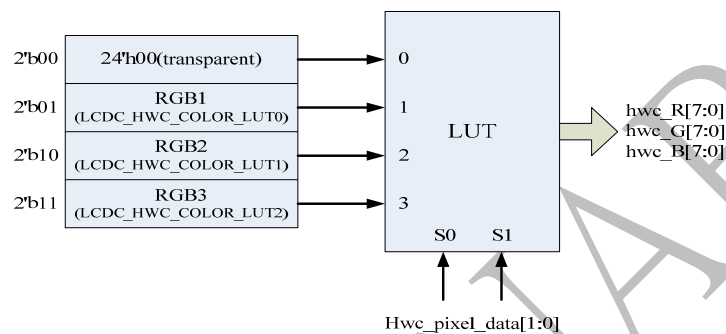 2'b00 24'h00(transparent) 0
2'b01 RGB1 (LCDC_HWC_COLOR_LUT0) 1
2'b10 RGB2 (LCDC_HWC_COLOR_LUT1) 2
2'b11 RGB3 (LCDC_HWC_COLOR_LUT2) 3
LUT
S0 S1
hwc_R[7:0]
hwc_G[7:0]
hwc_B[7:0]
Hwc_pixel_data[1:0]